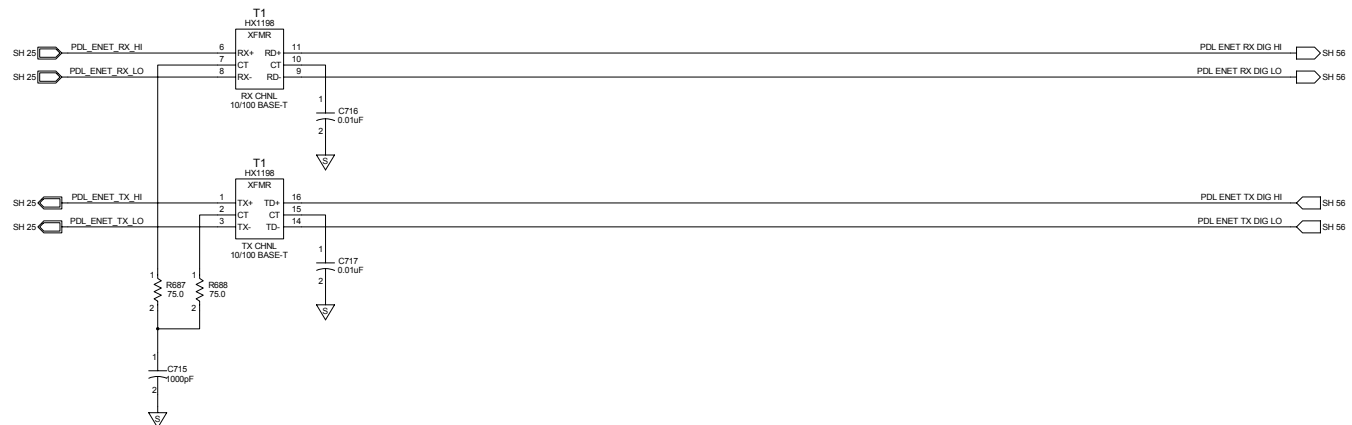 T1
HX1198
XFMR
SH 25 PDL_ENET_RX_HI 6 RX+ RD+ 11 PDL ENET RX DIG HI SH 56
7 CT CT 10
SH 25 PDL_ENET_RX_LO 8 RX- RD- 9 PDL ENET RX DIG LO SH 56
RX CHNL
10/100 BASE-T
1
C716
0.01uF
2
S
T1
HX1198
XFMR
SH 25 PDL_ENET_TX_HI 1 TX+ TD+ 16 PDL ENET TX DIG HI SH 56
2 CT CT 15
SH 25 PDL_ENET_TX_LO 3 TX- TD- 14 PDL ENET TX DIG LO SH 56
TX CHNL
10/100 BASE-T
1
C717
0.01uF
2
S
1 R687
75.0
2
1 R688
75.0
2
1
C715
1000pF
2
S